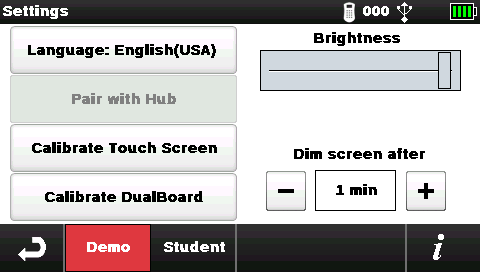 Settings
000
Language: English(USA)
Pair with Hub
Calibrate Touch Screen
Calibrate DualBoard
Brightness
Dim screen after
− 1 min +
Demo Student i